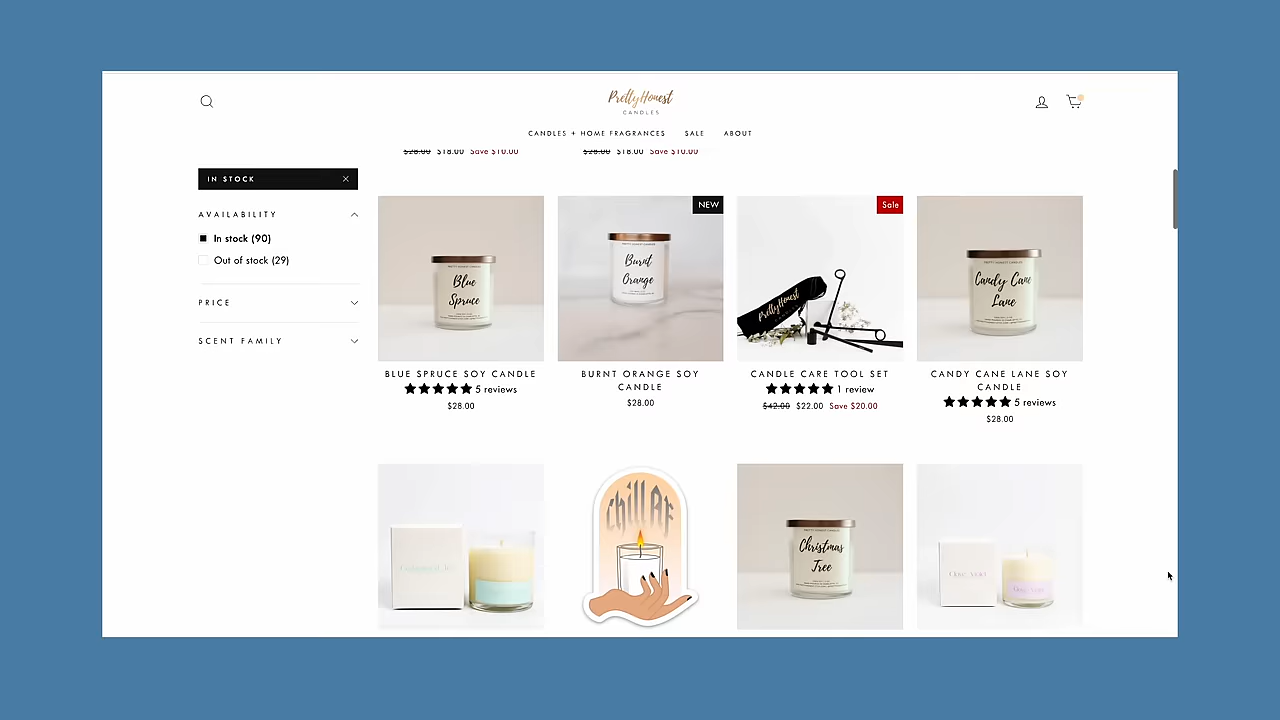 PrettyHonest
CANDLES
CANDLES + HOME FRAGRANCES SALE ABOUT
$28.00 $18.00 Save $10.00
$28.00 $18.00 Save $10.00
IN STOCK
AVAILABILITY
In stock (90)
Out of stock (29)
PRICE
SCENT FAMILY
Blue
Spruce
BLUE SPRUCE SOY CANDLE
5 reviews
$28.00
NEW
Burnt
Orange
BURNT ORANGE SOY
CANDLE
$28.00
Sale
PrettyHonest
CANDLE CARE TOOL SET
1 review
$42.00 $22.00 Save $20.00
Candy Cane
Lane
CANDY CANE LANE SOY
CANDLE
5 reviews
$28.00
chill AF
Christmas
Tree